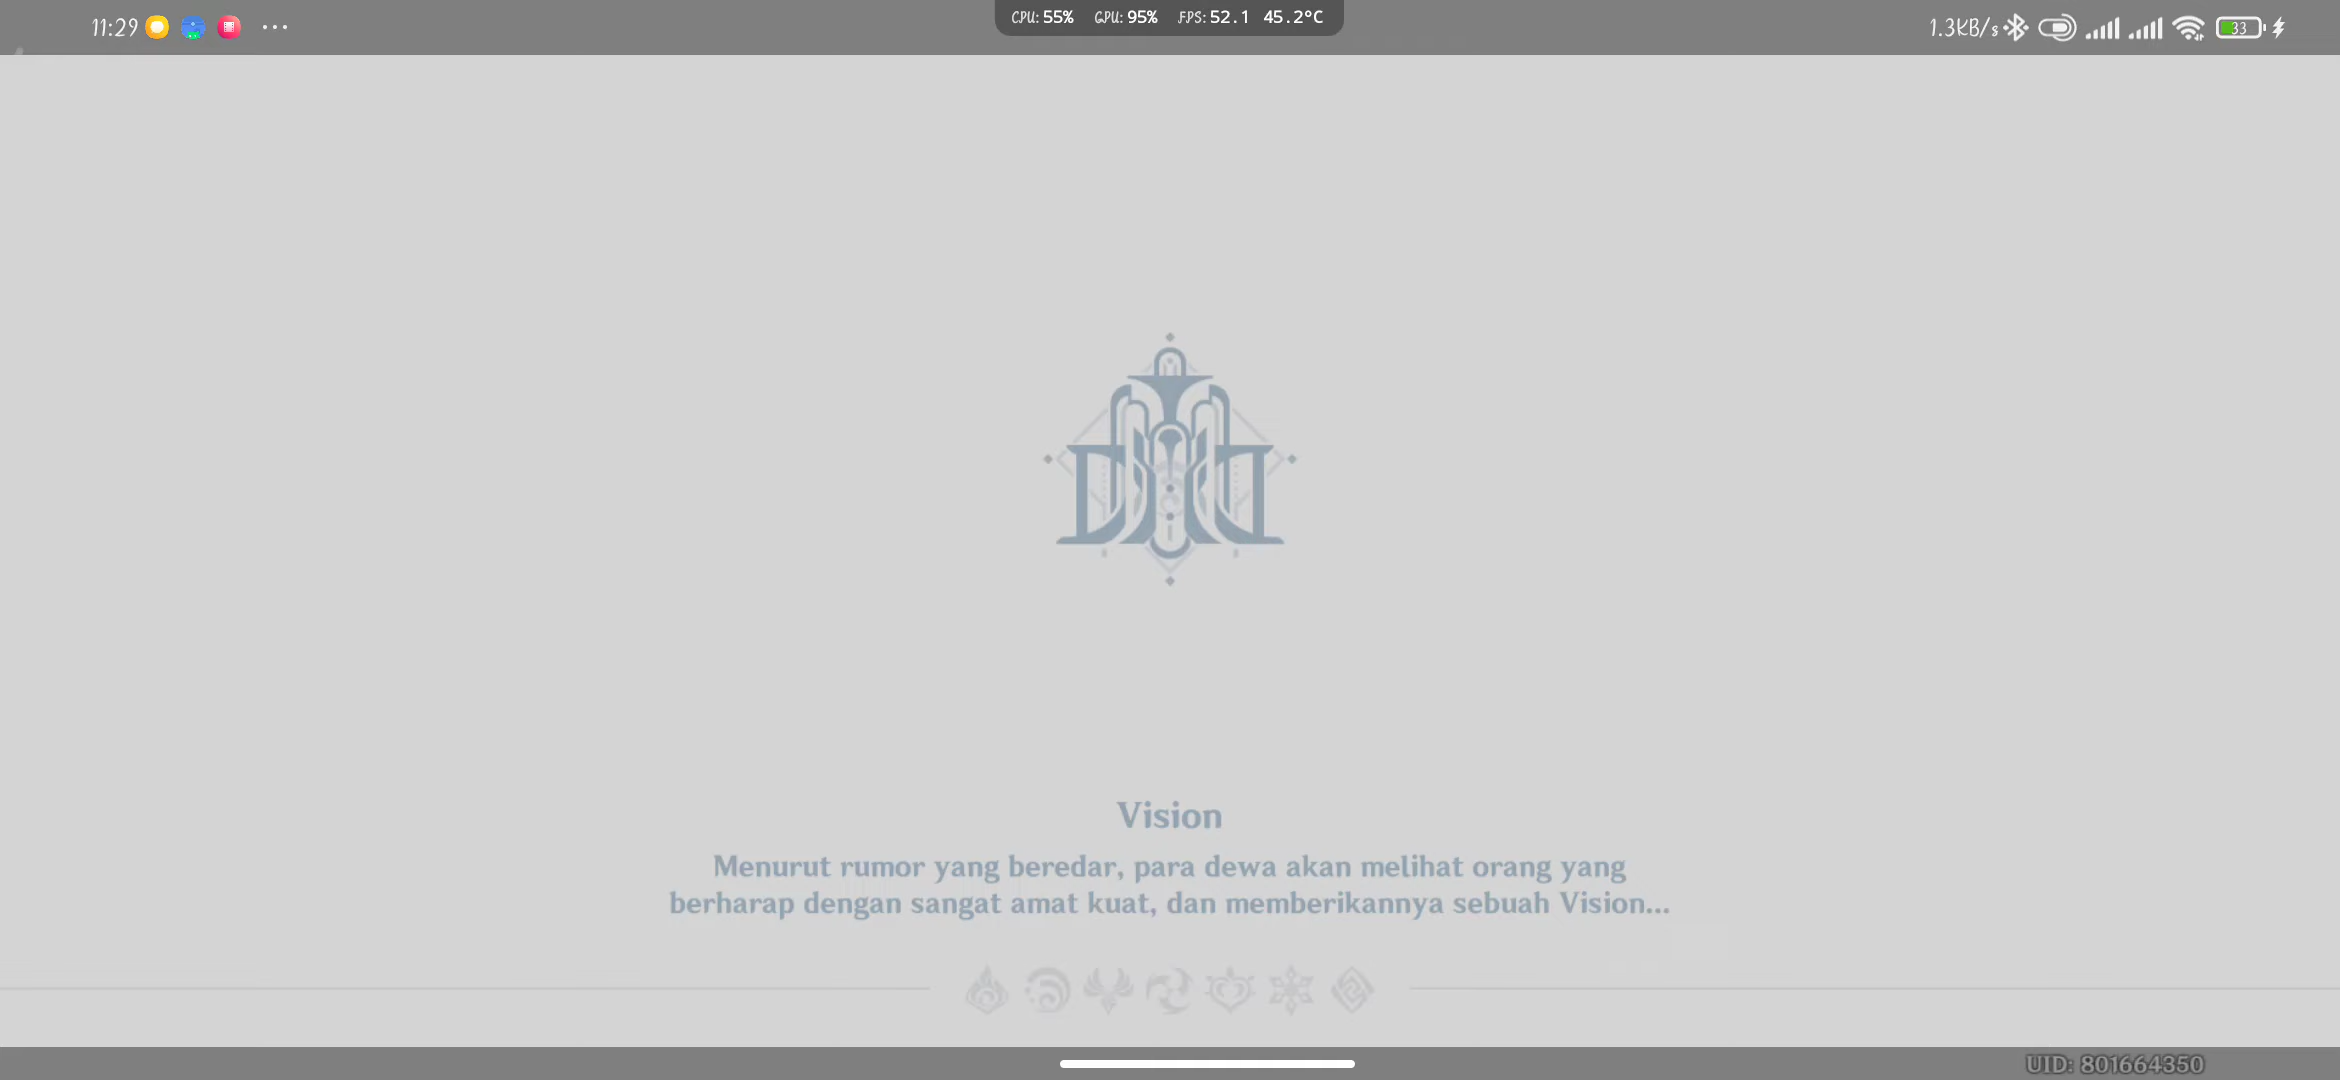 11:29
CPU: 55% GPU: 95% FPS: 52.1 45.2°C
1.3KB/s 33
Vision
Menurut rumor yang beredar, para dewa akan melihat orang yang
berharap dengan sangat amat kuat, dan memberikannya sebuah Vision...
UID: 801664350